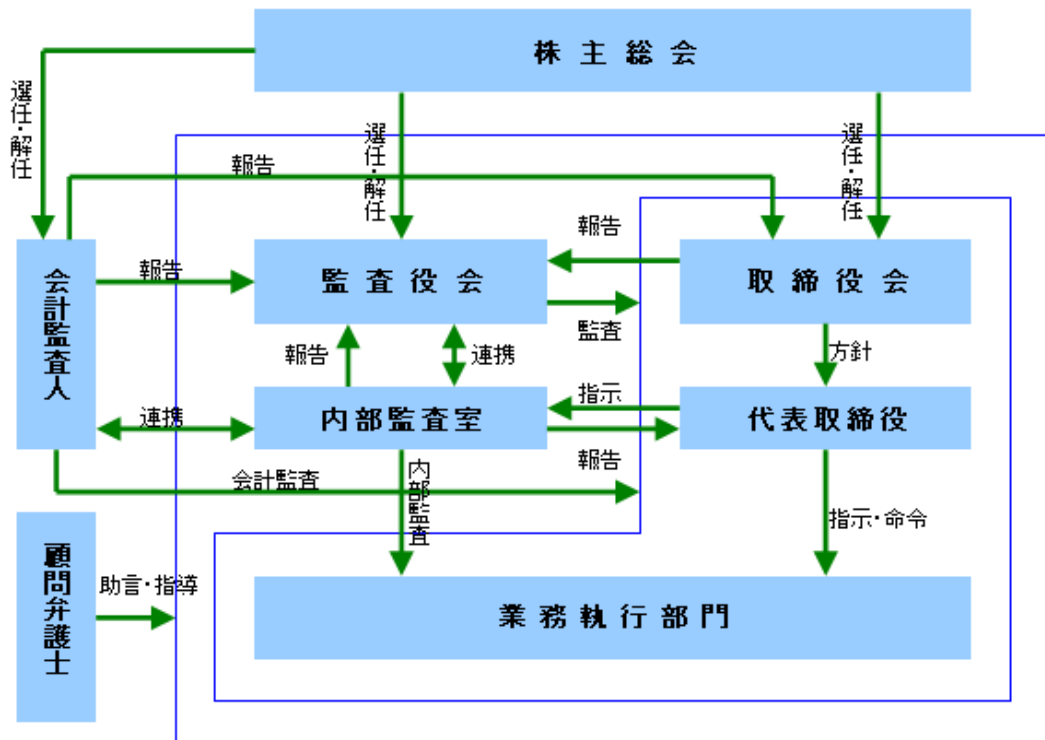 株主総会
選任・解任
選任・解任
選任・解任
報告
報告
会計監査人
報告
監査役会
取締役会
監査
報告
連携
方針
指示
連携
内部監査室
代表取締役
報告
会計監査
内部監査
指示・命令
顧問弁護士
助言・指導
業務執行部門